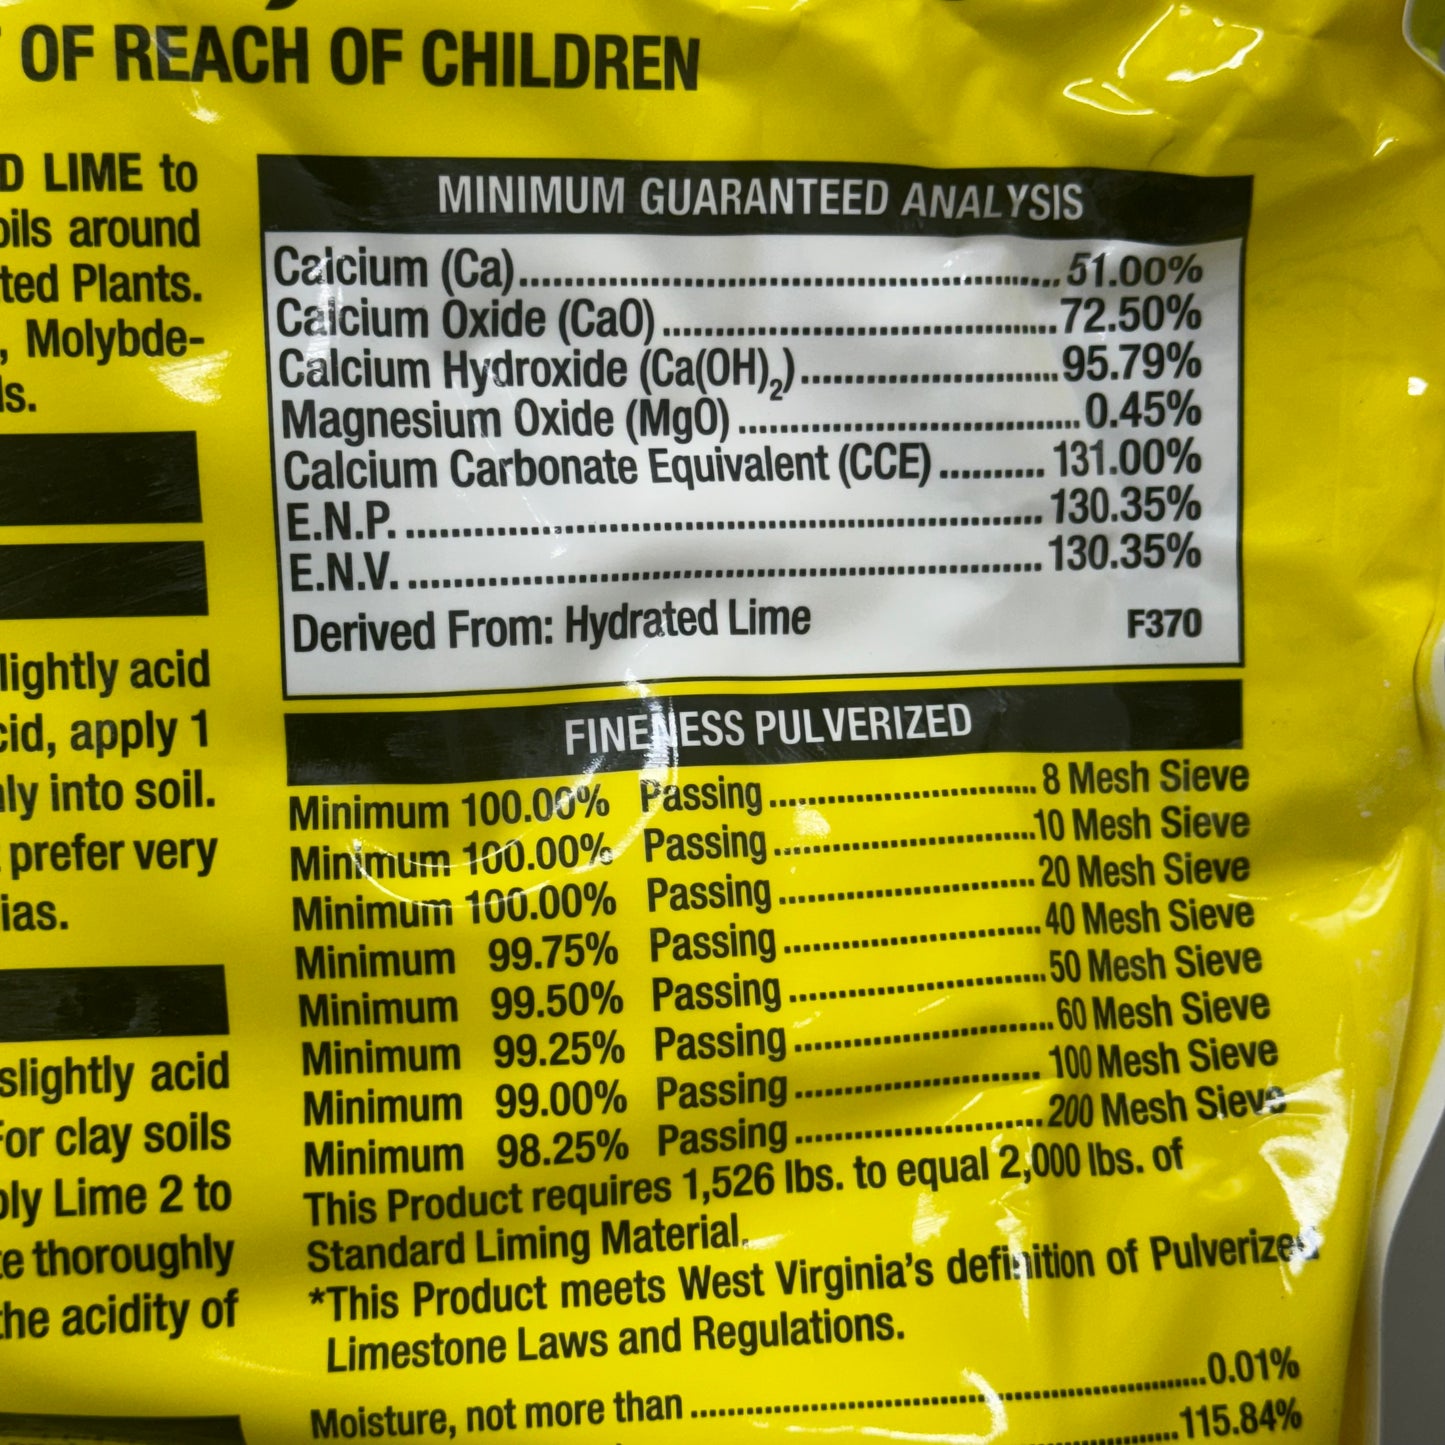 OF REACH OF CHILDREN
D LIME to
oils around
ted Plants.
, Molybde-
ls.
lightly acid
cid, apply 1
nly into soil.
prefer very
ias.
slightly acid
For clay soils
ply Lime 2 to
te thoroughly
the acidity of
MINIMUM GUARANTEED ANALYSIS
Calcium (Ca) 51.00%
Calcium Oxide (CaO) 72.50%
Calcium Hydroxide (Ca(OH)₂) 95.79%
Magnesium Oxide (MgO) 0.45%
Calcium Carbonate Equivalent (CCE) 131.00%
E.N.P. 130.35%
E.N.V. 130.35%
Derived From: Hydrated Lime F370
FINENESS PULVERIZED
Minimum 100.00% Passing 8 Mesh Sieve
Minimum 100.00% Passing 10 Mesh Sieve
Minimum 100.00% Passing 20 Mesh Sieve
Minimum 99.75% Passing 40 Mesh Sieve
Minimum 99.50% Passing 50 Mesh Sieve
Minimum 99.25% Passing 60 Mesh Sieve
Minimum 99.00% Passing 100 Mesh Sieve
Minimum 98.25% Passing 200 Mesh Sieve
This Product requires 1,526 lbs. to equal 2,000 lbs. of
Standard Liming Material.
*This Product meets West Virginia's definition of Pulverized
Limestone Laws and Regulations.
Moisture, not more than 0.01%
115.84%